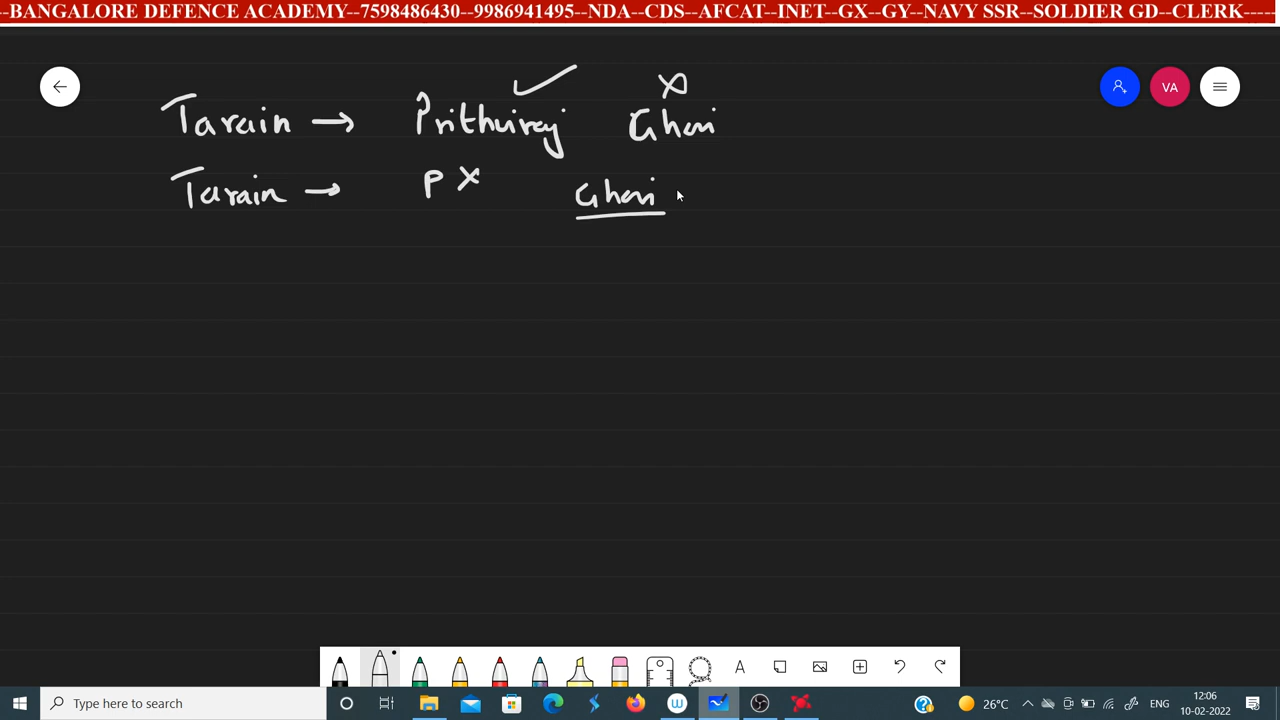 --BANGALORE DEFENCE ACADEMY--7598486430--9986941495--NDA--CDS--AFCAT--INET--GX--GY--NAVY SSR--SOLDIER GD--CLERK-----
VA
Tarain → Prithviraj ✓ Ghori X
Tarain → P X Ghori
A
Type here to search
26°C
ENG
12:06
10-02-2022